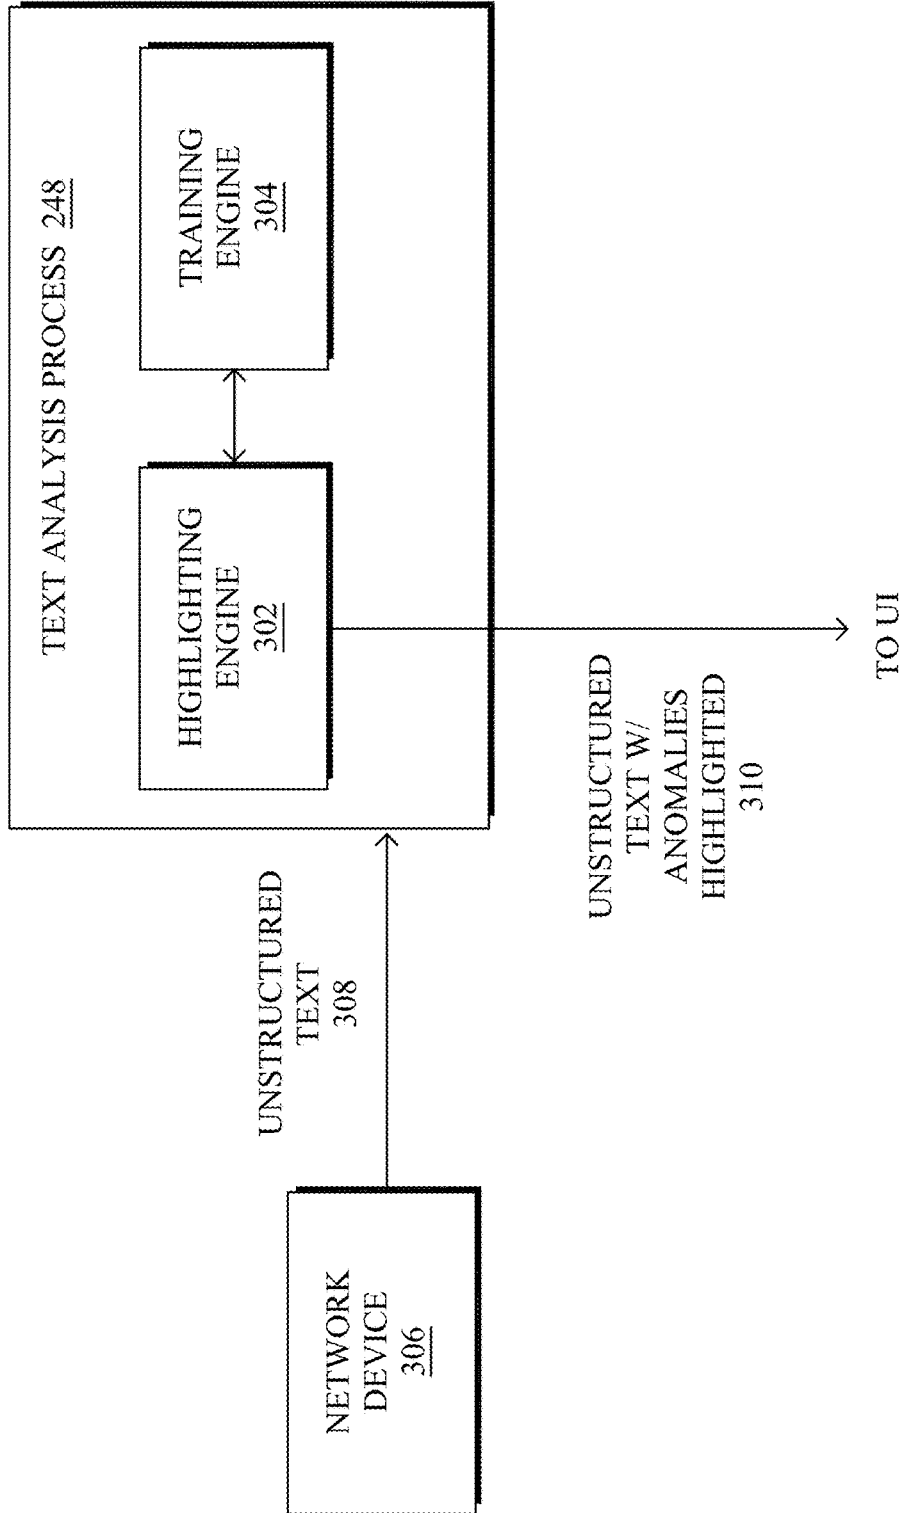 TEXT ANALYSIS PROCESS 248
HIGHLIGHTING
ENGINE
302
TRAINING
ENGINE
304
UNSTRUCTURED
TEXT
308
NETWORK
DEVICE
306
UNSTRUCTURED
TEXT W/
ANOMALIES
HIGHLIGHTED
310
TO UI